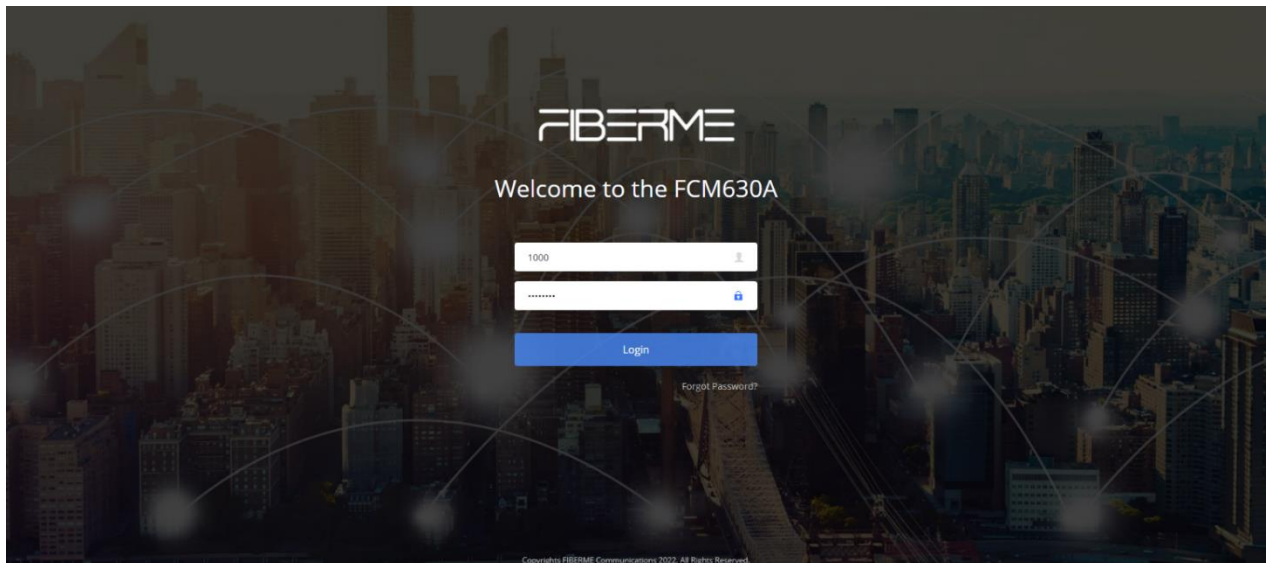 FIBERME
Welcome to the FCM630A
1000
········
Login
Forgot Password?
Copyrights FIBERME Communications 2022. All Rights Reserved.